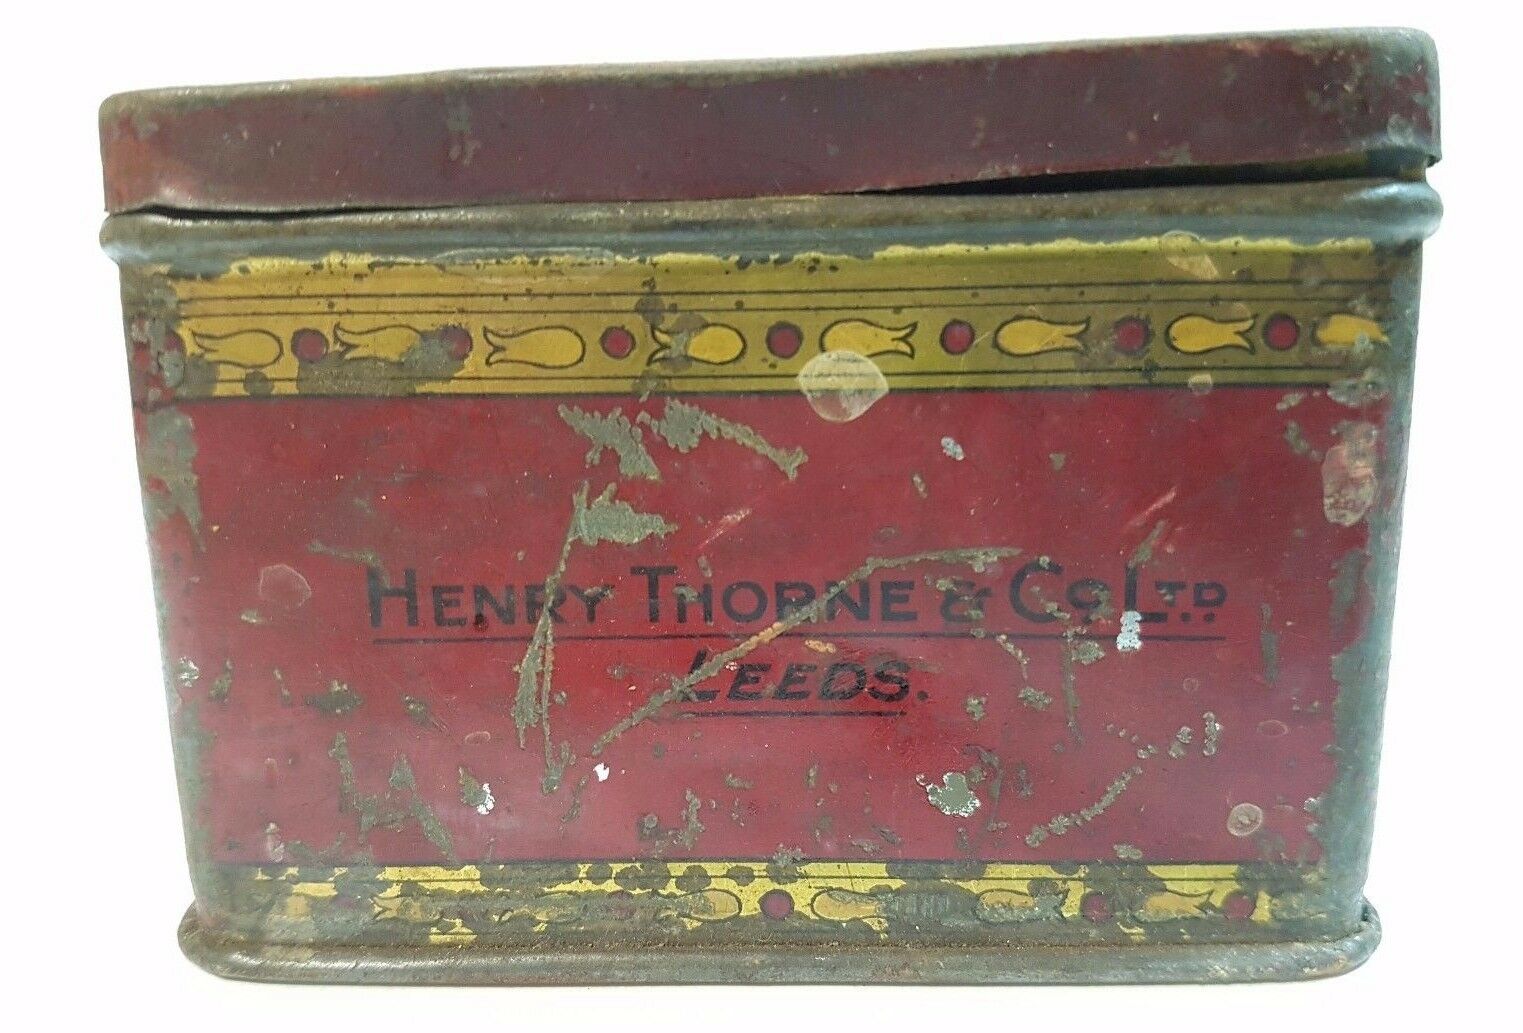 HENRY THORNE & CO. LTD.
LEEDS.